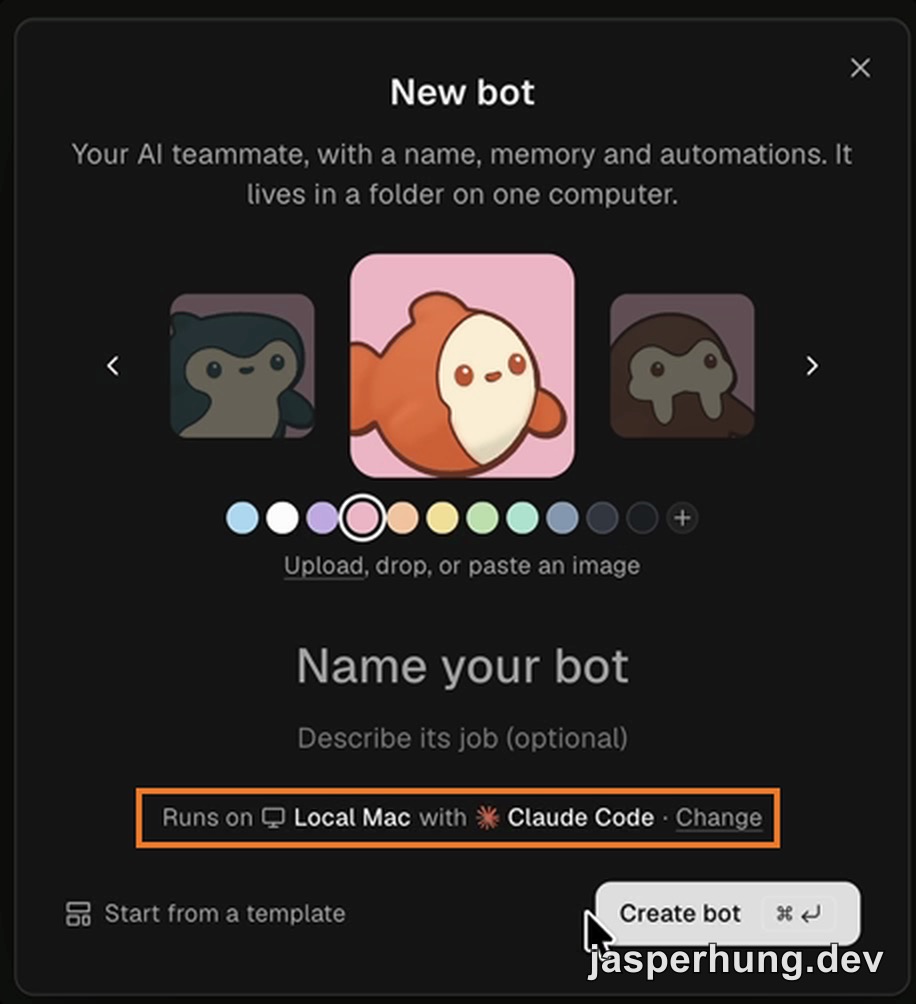 New bot
Your AI teammate, with a name, memory and automations. It
lives in a folder on one computer.
Upload, drop, or paste an image
Name your bot
Describe its job (optional)
Runs on Local Mac with Claude Code · Change
Start from a template
Create bot ⌘ ↵
jasperhung.dev